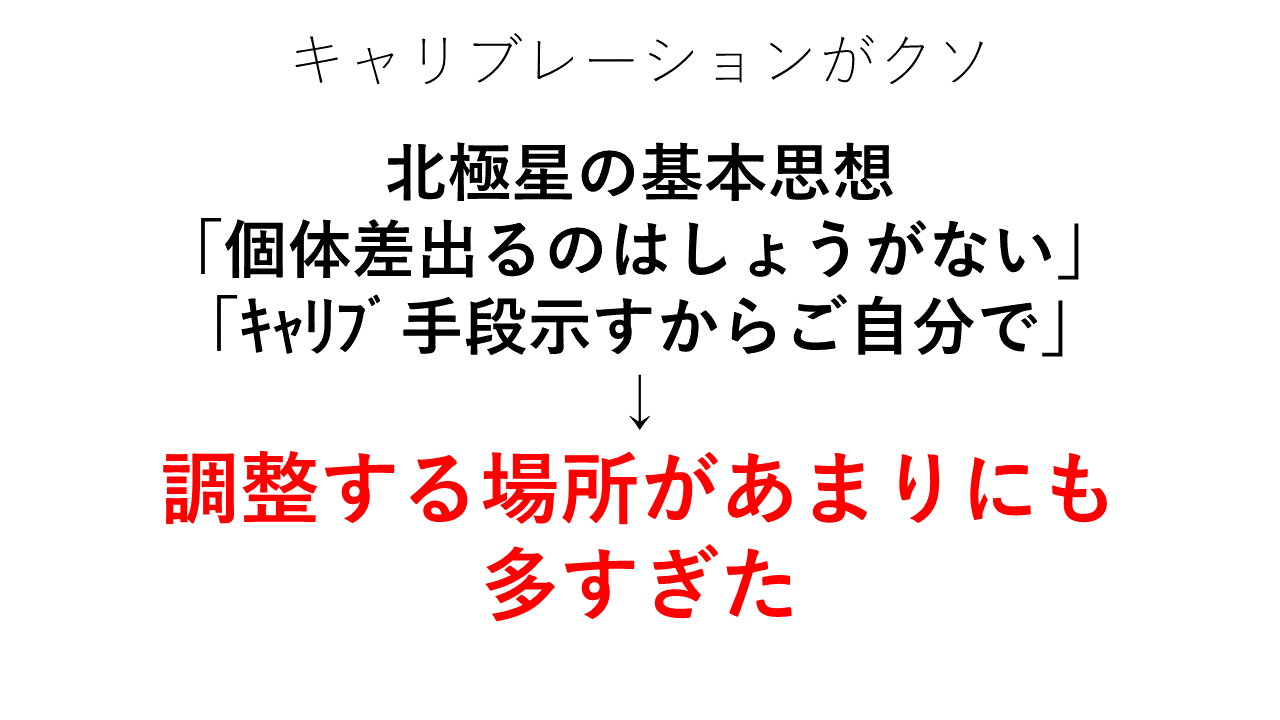 キャリブレーションがクソ
北極星の基本思想
「個体差出るのはしょうがない」
「ｷｬﾘﾌﾞ手段示すからご自分で」
↓
調整する場所があまりにも
多すぎた